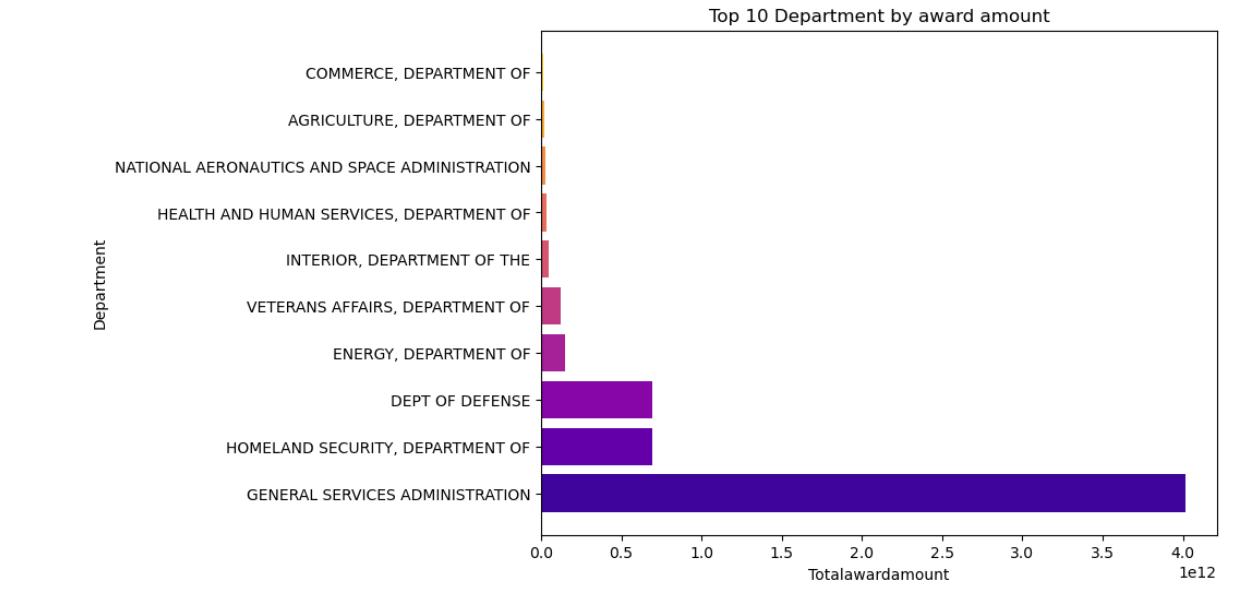 Top 10 Department by award amount
COMMERCE, DEPARTMENT OF
AGRICULTURE, DEPARTMENT OF
NATIONAL AERONAUTICS AND SPACE ADMINISTRATION
HEALTH AND HUMAN SERVICES, DEPARTMENT OF
INTERIOR, DEPARTMENT OF THE
VETERANS AFFAIRS, DEPARTMENT OF
ENERGY, DEPARTMENT OF
DEPT OF DEFENSE
HOMELAND SECURITY, DEPARTMENT OF
GENERAL SERVICES ADMINISTRATION
Department
0.0 0.5 1.0 1.5 2.0 2.5 3.0 3.5 4.0
1e12
Totalawardamount